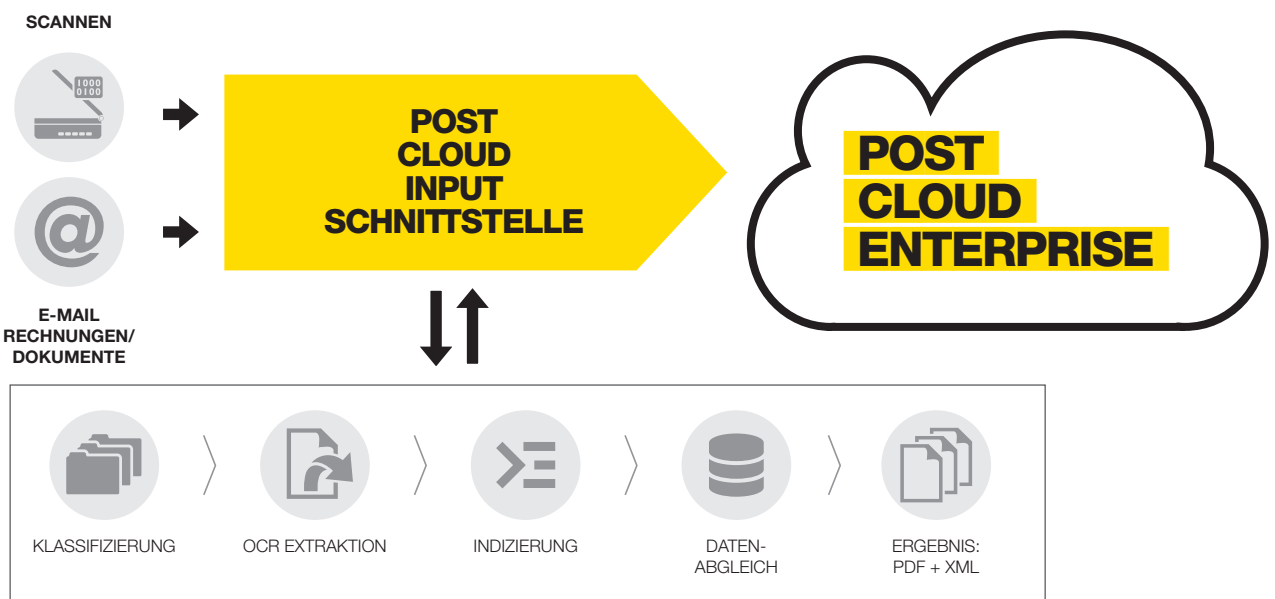 SCANNEN
1000
0100
POST
CLOUD
INPUT
SCHNITTSTELLE
POST
CLOUD
ENTERPRISE
@
E-MAIL
RECHNUNGEN/
DOKUMENTE
KLASSIFIZIERUNG
OCR EXTRAKTION
INDIZIERUNG
DATEN-
ABGLEICH
ERGEBNIS:
PDF + XML